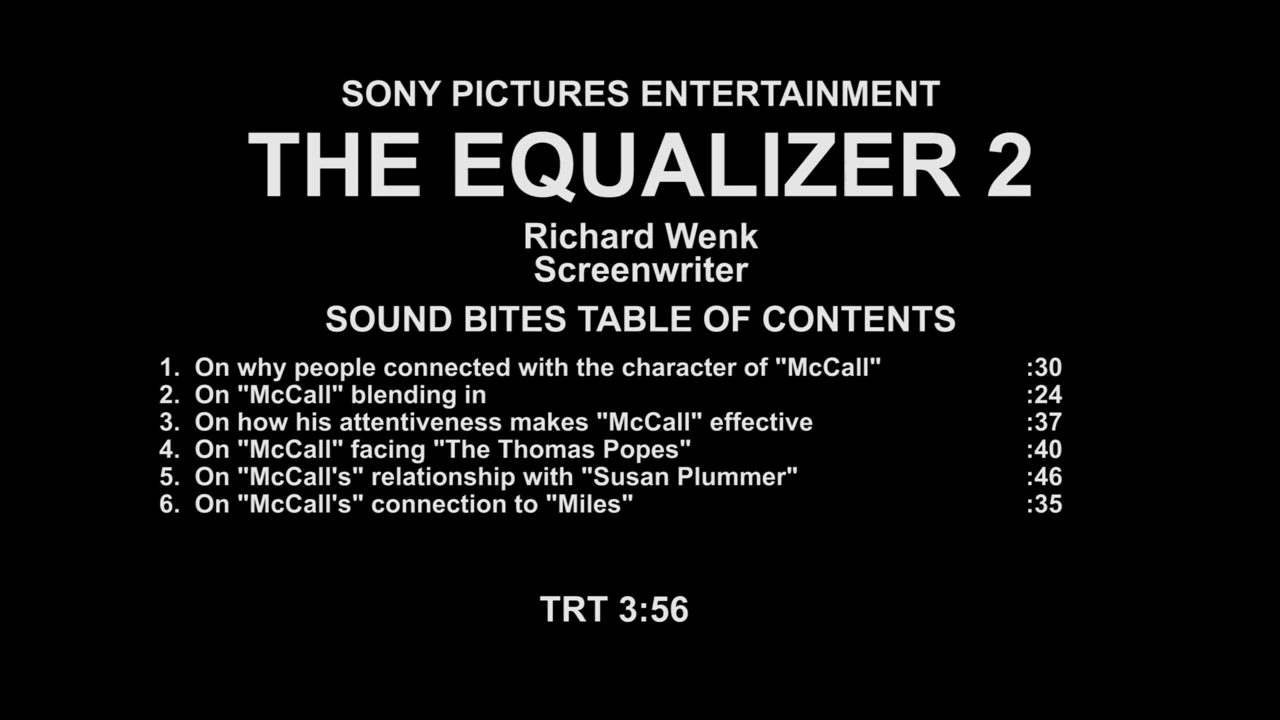 SONY PICTURES ENTERTAINMENT
THE EQUALIZER 2
Richard Wenk
Screenwriter
SOUND BITES TABLE OF CONTENTS
1. On why people connected with the character of "McCall" :30
2. On "McCall" blending in :24
3. On how his attentiveness makes "McCall" effective :37
4. On "McCall" facing "The Thomas Popes" :40
5. On "McCall's" relationship with "Susan Plummer" :46
6. On "McCall's" connection to "Miles" :35
TRT 3:56